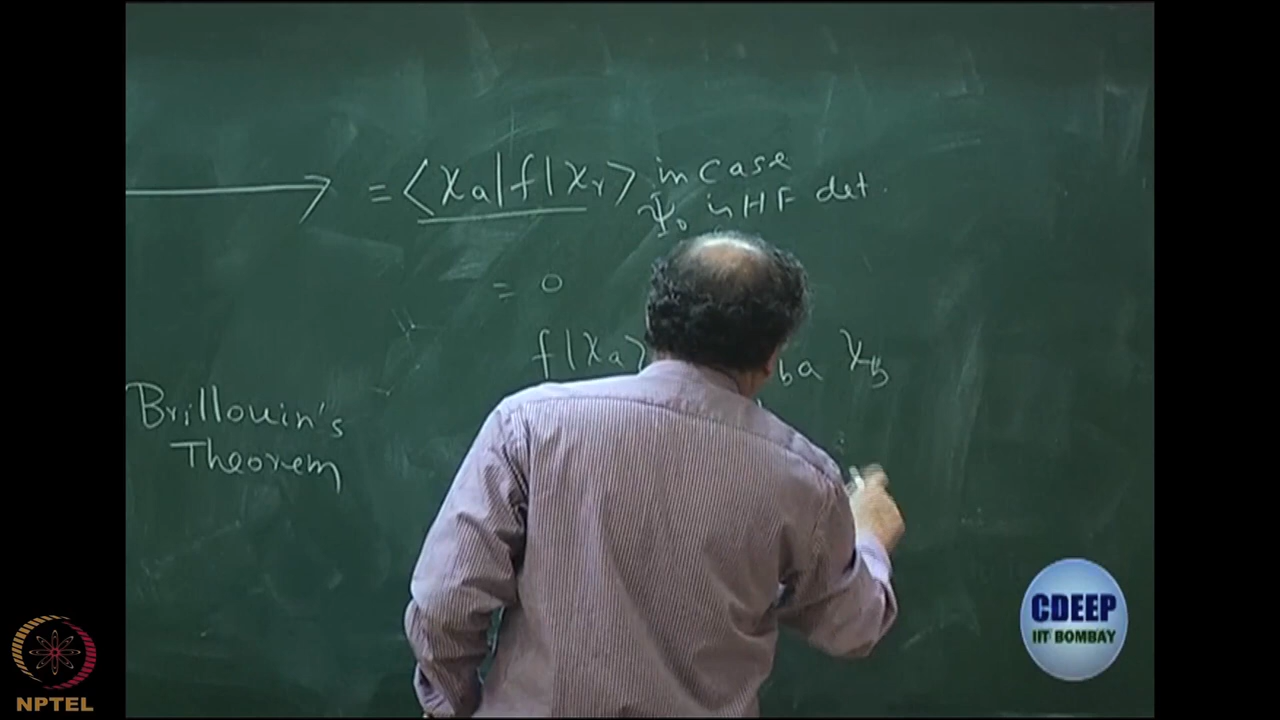 = ⟨χa|f|χr⟩ in case
Ψ₀ is HF det.
= 0
f|χa⟩ ba χb
Brillouin's
Theorem
CDEEP
IIT BOMBAY
NPTEL